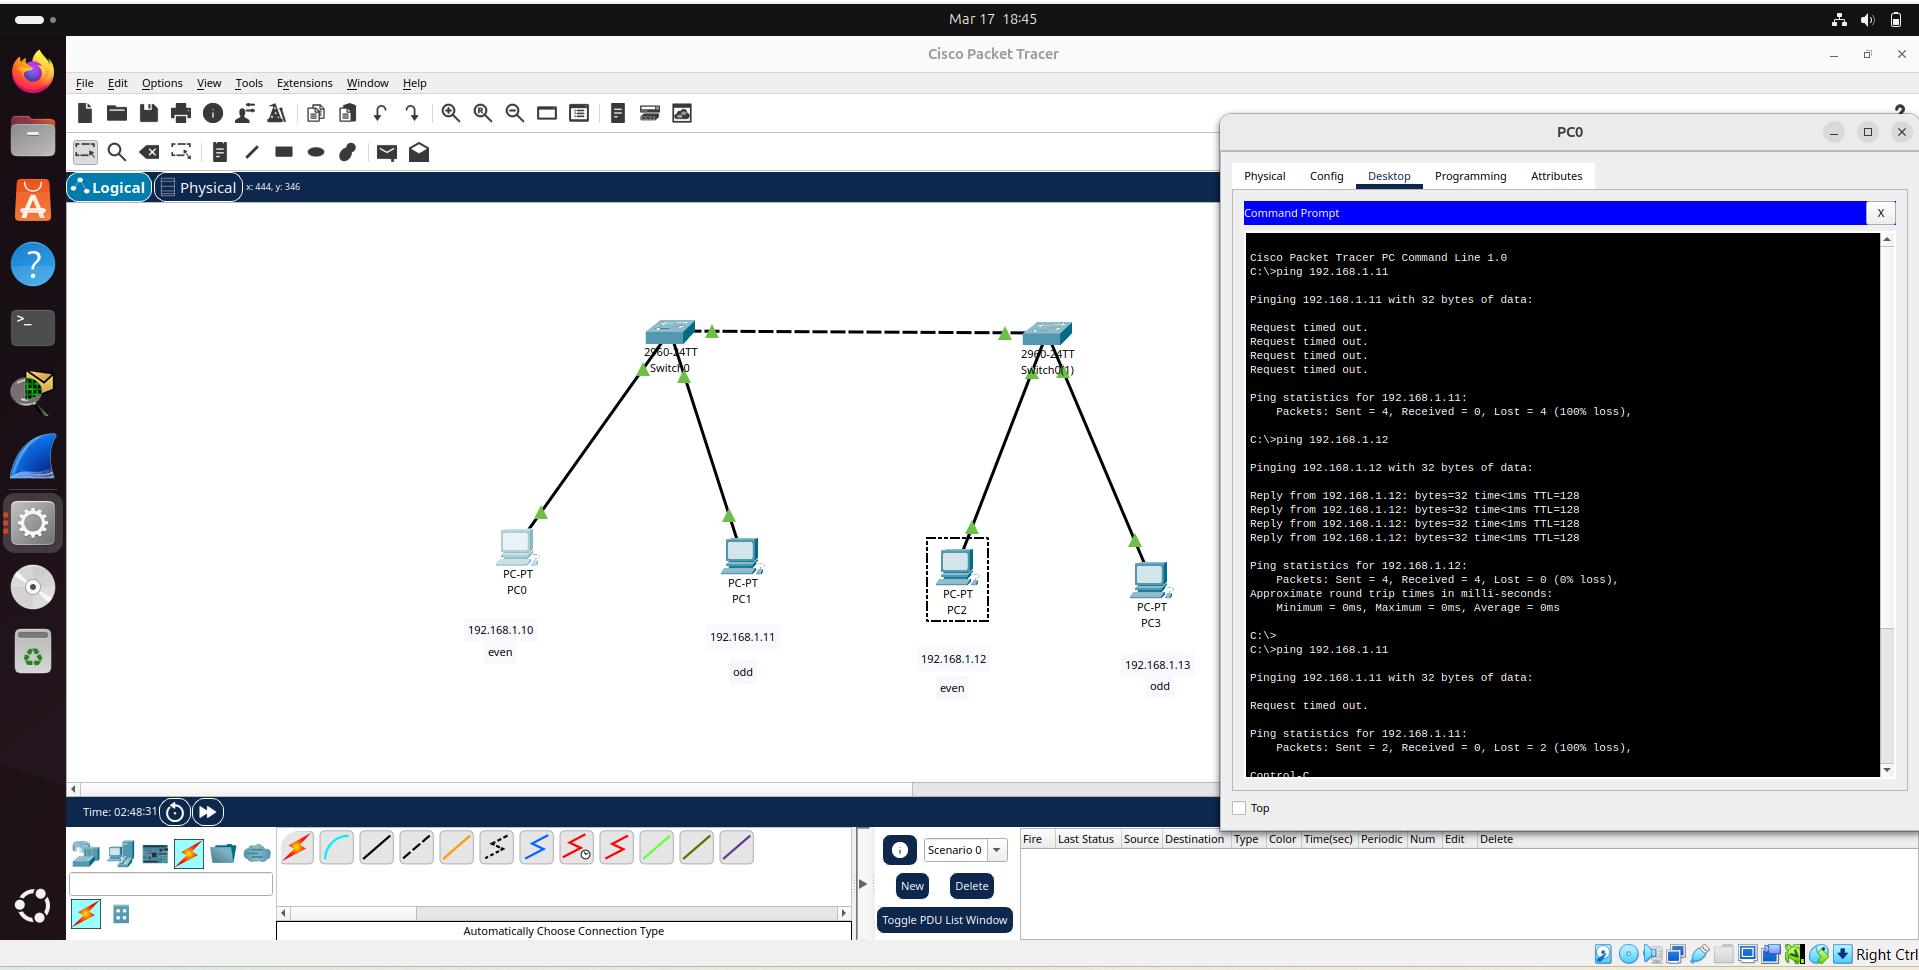 Mar 17 18:45
Cisco Packet Tracer
File Edit Options View Tools Extensions Window Help
Logical Physical x: 444, y: 346
2960-24TT
Switch0
2960-24TT
Switch0(1)
PC-PT
PC0
PC-PT
PC1
PC-PT
PC2
PC-PT
PC3
192.168.1.10
even
192.168.1.11
odd
192.168.1.12
even
192.168.1.13
odd
PC0
Physical Config Desktop Programming Attributes
Command Prompt X
Cisco Packet Tracer PC Command Line 1.0
C:\>ping 192.168.1.11
Pinging 192.168.1.11 with 32 bytes of data:
Request timed out.
Request timed out.
Request timed out.
Request timed out.
Ping statistics for 192.168.1.11:
Packets: Sent = 4, Received = 0, Lost = 4 (100% loss),
C:\>ping 192.168.1.12
Pinging 192.168.1.12 with 32 bytes of data:
Reply from 192.168.1.12: bytes=32 time<1ms TTL=128
Reply from 192.168.1.12: bytes=32 time<1ms TTL=128
Reply from 192.168.1.12: bytes=32 time<1ms TTL=128
Reply from 192.168.1.12: bytes=32 time<1ms TTL=128
Ping statistics for 192.168.1.12:
Packets: Sent = 4, Received = 4, Lost = 0 (0% loss),
Approximate round trip times in milli-seconds:
Minimum = 0ms, Maximum = 0ms, Average = 0ms
C:\>
C:\>ping 192.168.1.11
Pinging 192.168.1.11 with 32 bytes of data:
Request timed out.
Ping statistics for 192.168.1.11:
Packets: Sent = 2, Received = 0, Lost = 2 (100% loss),
Control-C
Top
Time: 02:48:31
Scenario 0
New Delete
Toggle PDU List Window
Fire Last Status Source Destination Type Color Time(sec) Periodic Num Edit Delete
Automatically Choose Connection Type
Right Ctrl